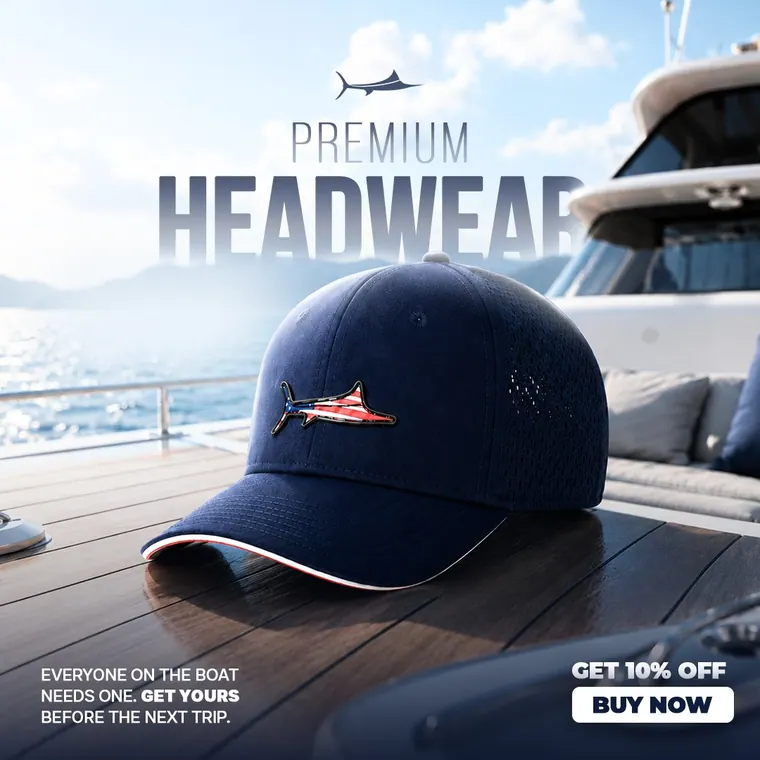 PREMIUM
HEADWEAR
EVERYONE ON THE BOAT
NEEDS ONE. GET YOURS
BEFORE THE NEXT TRIP.
GET 10% OFF
BUY NOW